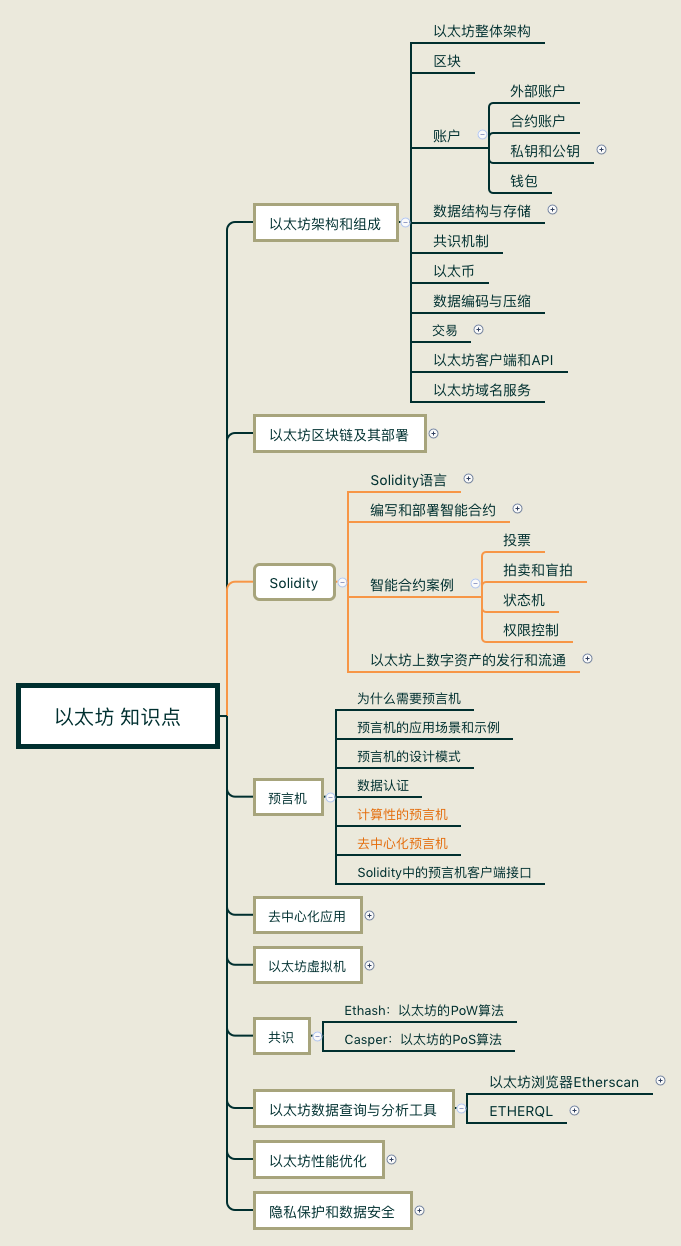 以太坊 知识点
以太坊架构和组成
以太坊整体架构
区块
账户
外部账户
合约账户
私钥和公钥
钱包
数据结构与存储
共识机制
以太币
数据编码与压缩
交易
以太坊客户端和API
以太坊域名服务
以太坊区块链及其部署
Solidity
Solidity语言
编写和部署智能合约
智能合约案例
投票
拍卖和盲拍
状态机
权限控制
以太坊上数字资产的发行和流通
预言机
为什么需要预言机
预言机的应用场景和示例
预言机的设计模式
数据认证
计算性的预言机
去中心化预言机
Solidity中的预言机客户端接口
去中心化应用
以太坊虚拟机
共识
Ethash：以太坊的PoW算法
Casper：以太坊的PoS算法
以太坊数据查询与分析工具
以太坊浏览器Etherscan
ETHERQL
以太坊性能优化
隐私保护和数据安全